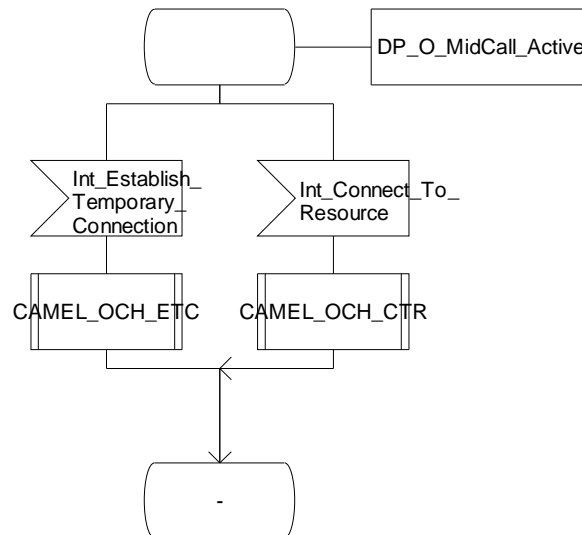 DP_O_MidCall_Active
Int_Establish_
Temporary_
Connection
Int_Connect_To_
Resource
CAMEL_OCH_ETC
CAMEL_OCH_CTR
-